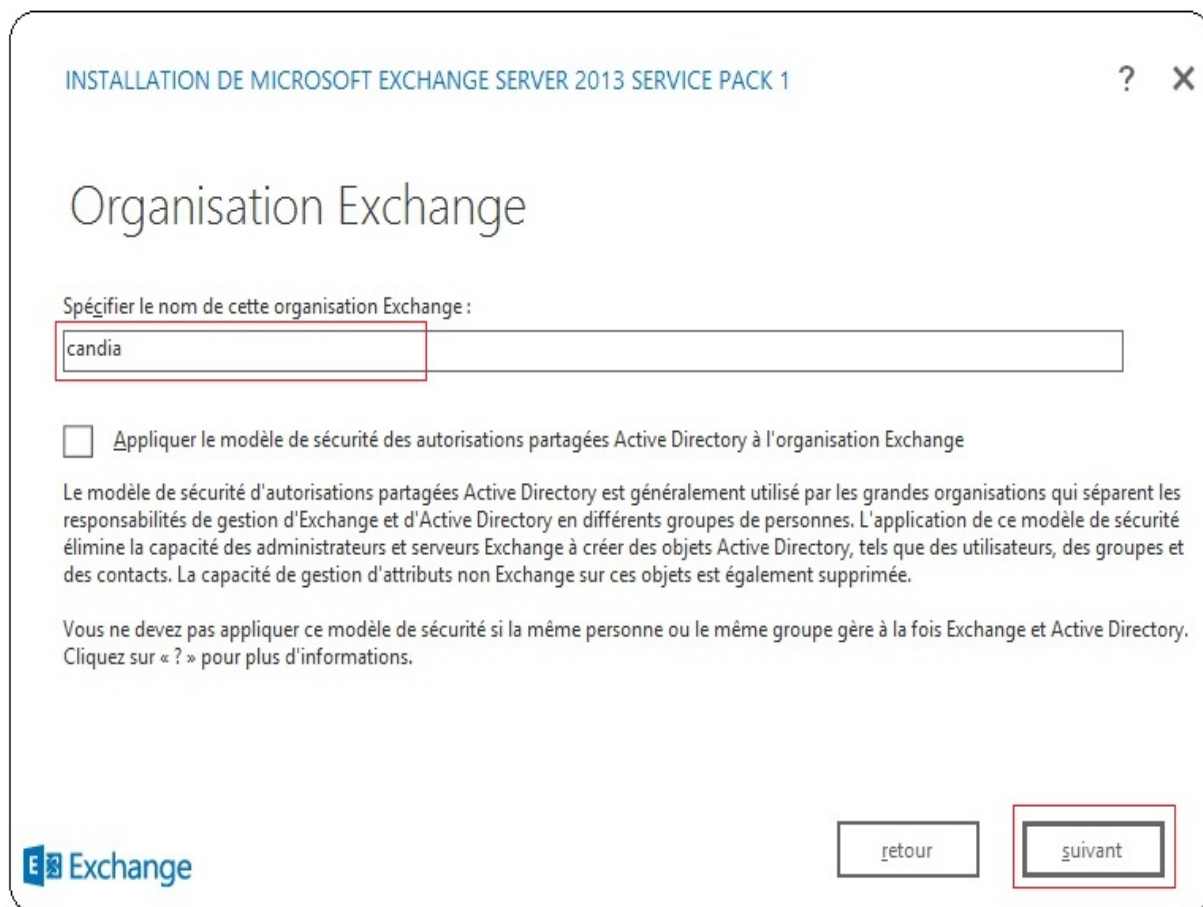 INSTALLATION DE MICROSOFT EXCHANGE SERVER 2013 SERVICE PACK 1
?
Organisation Exchange
Spécifier le nom de cette organisation Exchange :
candia
Appliquer le modèle de sécurité des autorisations partagées Active Directory à l'organisation Exchange
Le modèle de sécurité d'autorisations partagées Active Directory est généralement utilisé par les grandes organisations qui séparent les
responsabilités de gestion d'Exchange et d'Active Directory en différents groupes de personnes. L'application de ce modèle de sécurité
élimine la capacité des administrateurs et serveurs Exchange à créer des objets Active Directory, tels que des utilisateurs, des groupes et
des contacts. La capacité de gestion d'attributs non Exchange sur ces objets est également supprimée.
Vous ne devez pas appliquer ce modèle de sécurité si la même personne ou le même groupe gère à la fois Exchange et Active Directory.
Cliquez sur « ? » pour plus d'informations.
Exchange
retour
suivant